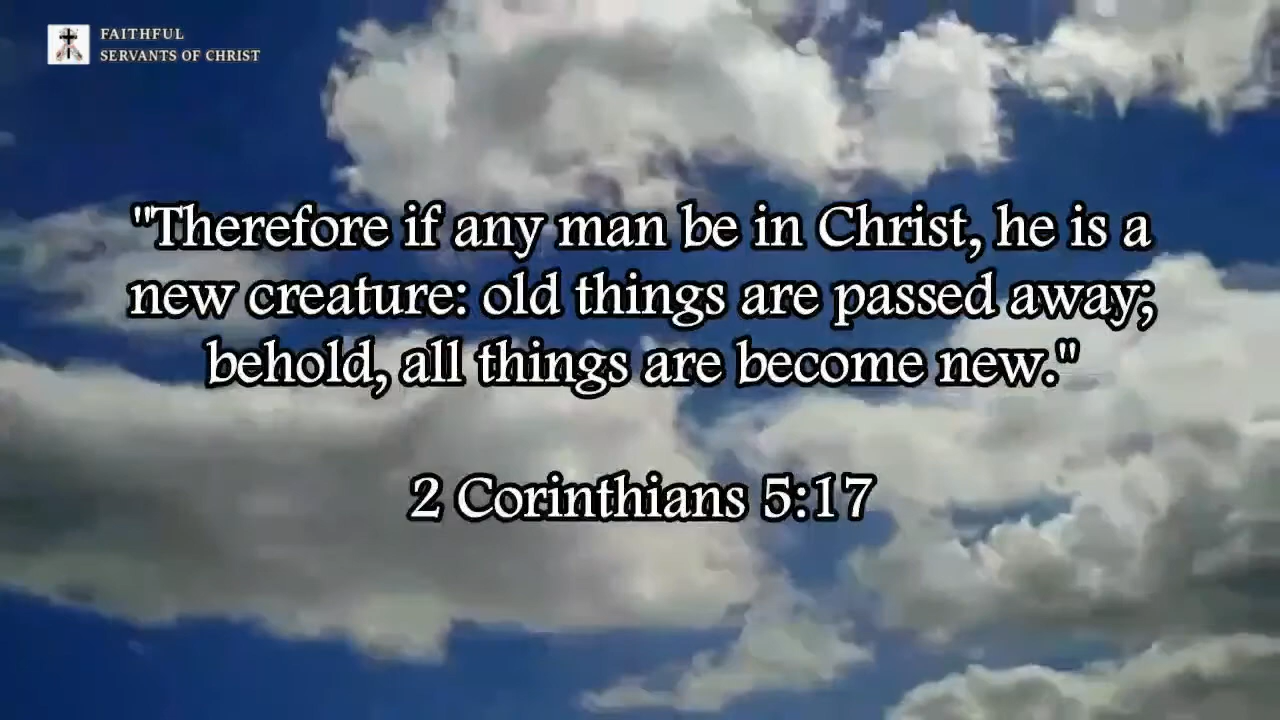 FAITHFUL
SERVANTS OF CHRIST
"Therefore if any man be in Christ, he is a
new creature: old things are passed away;
behold, all things are become new."
2 Corinthians 5:17